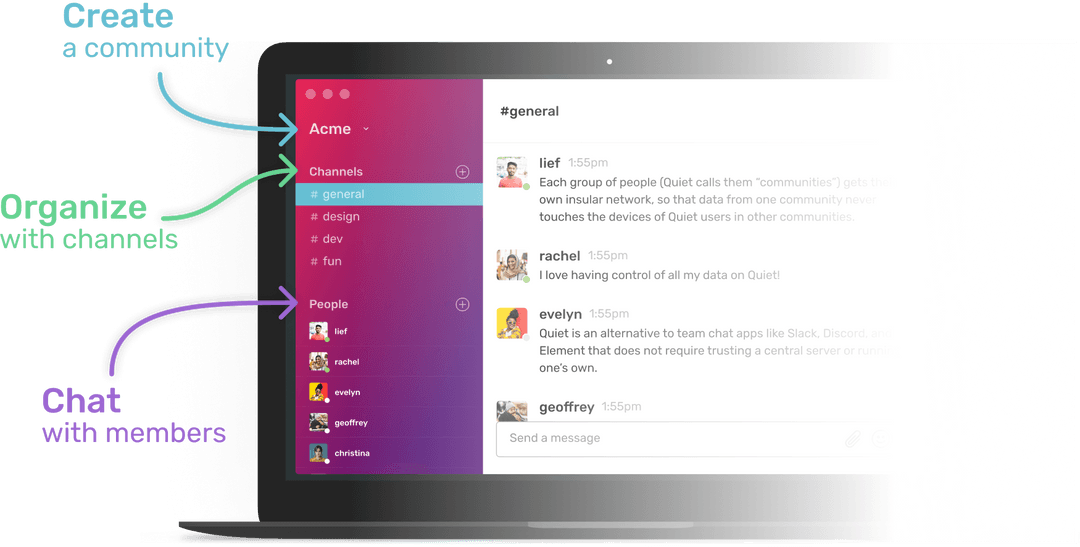 Create
a community
Organize
with channels
Chat
with members
Acme
Channels
# general
# design
# dev
# fun
People
lief
rachel
evelyn
geoffrey
christina
#general
lief 1:55pm
Each group of people (Quiet calls them “communities”) gets the
own insular network, so that data from one community never
touches the devices of Quiet users in other communities.
rachel 1:55pm
I love having control of all my data on Quiet!
evelyn 1:55pm
Quiet is an alternative to team chat apps like Slack, Discord, and
Element that does not require trusting a central server or
one’s own.
geoffrey 1:55pm
Send a message